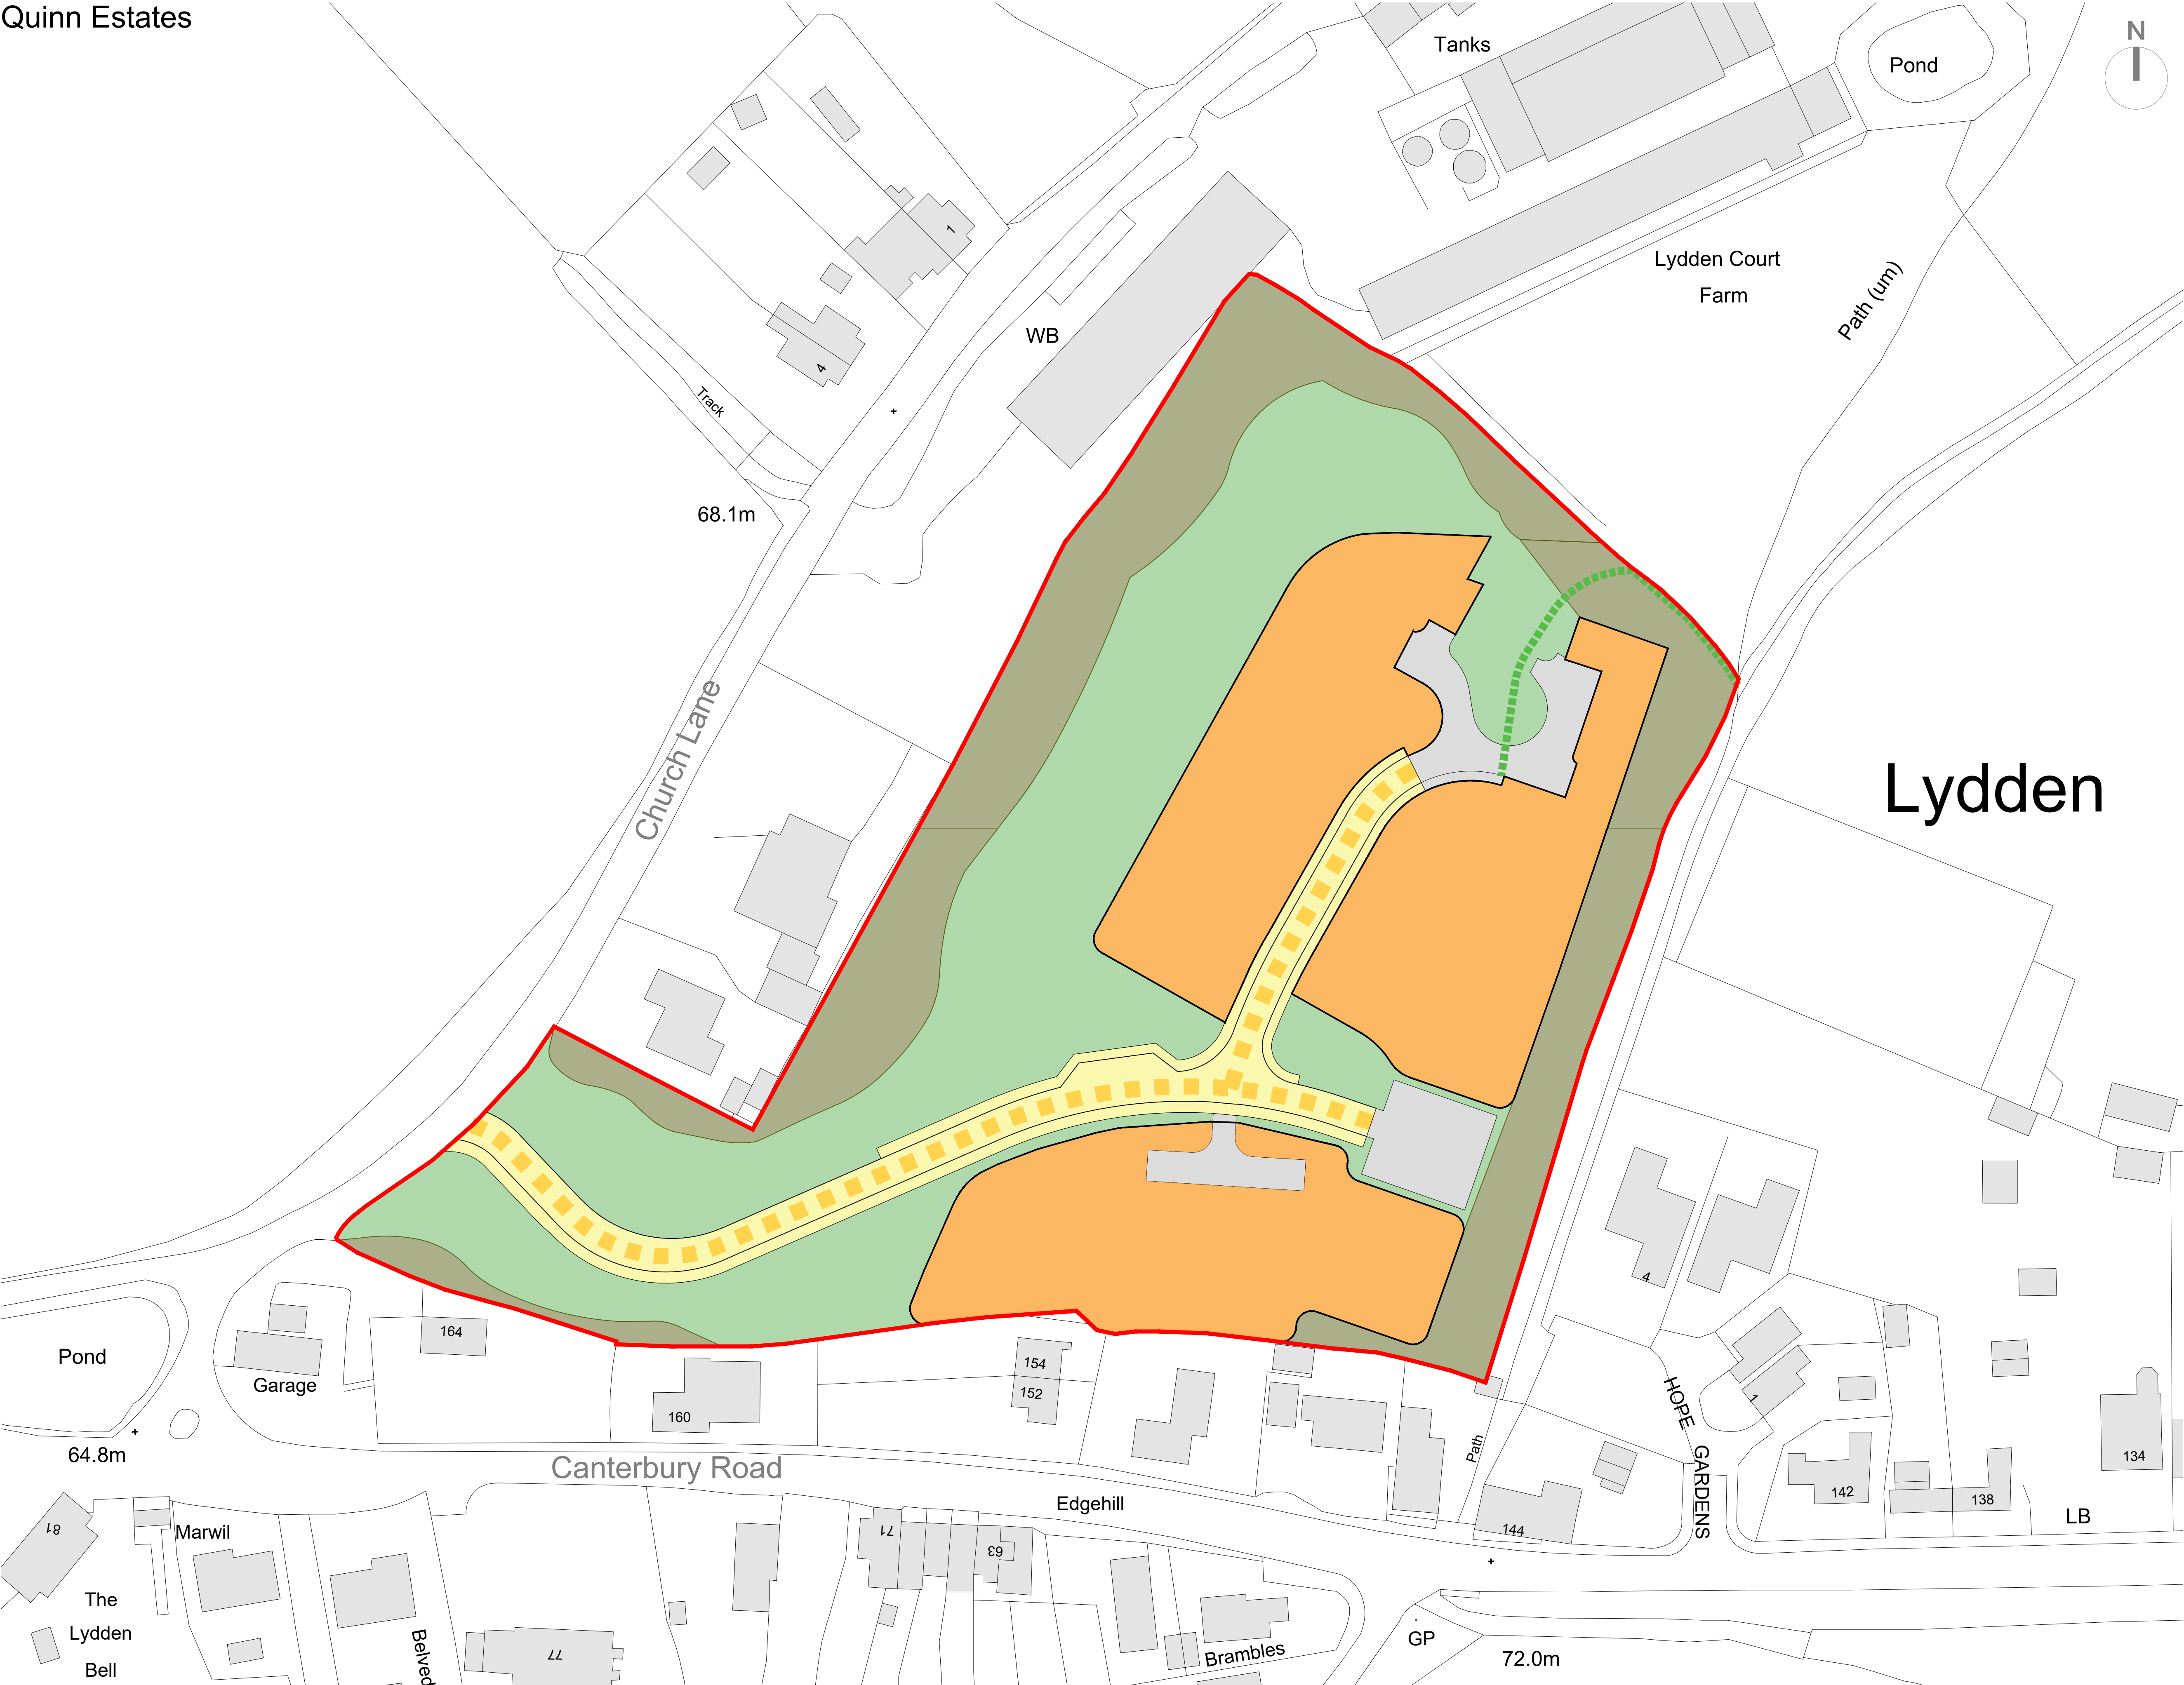 Quinn Estates
N
Tanks
Pond
1
Lydden Court
Farm
Path (um)
WB
4
Track
68.1m
Church Lane
Lydden
4
164
Pond
Garage
154
152
160
HOPE GARDENS
1
Path
64.8m
Canterbury Road
Edgehill
144
142
138
134
LB
81
Marwil
71
63
The
Lydden
Bell
Belved
77
Brambles
GP
72.0m